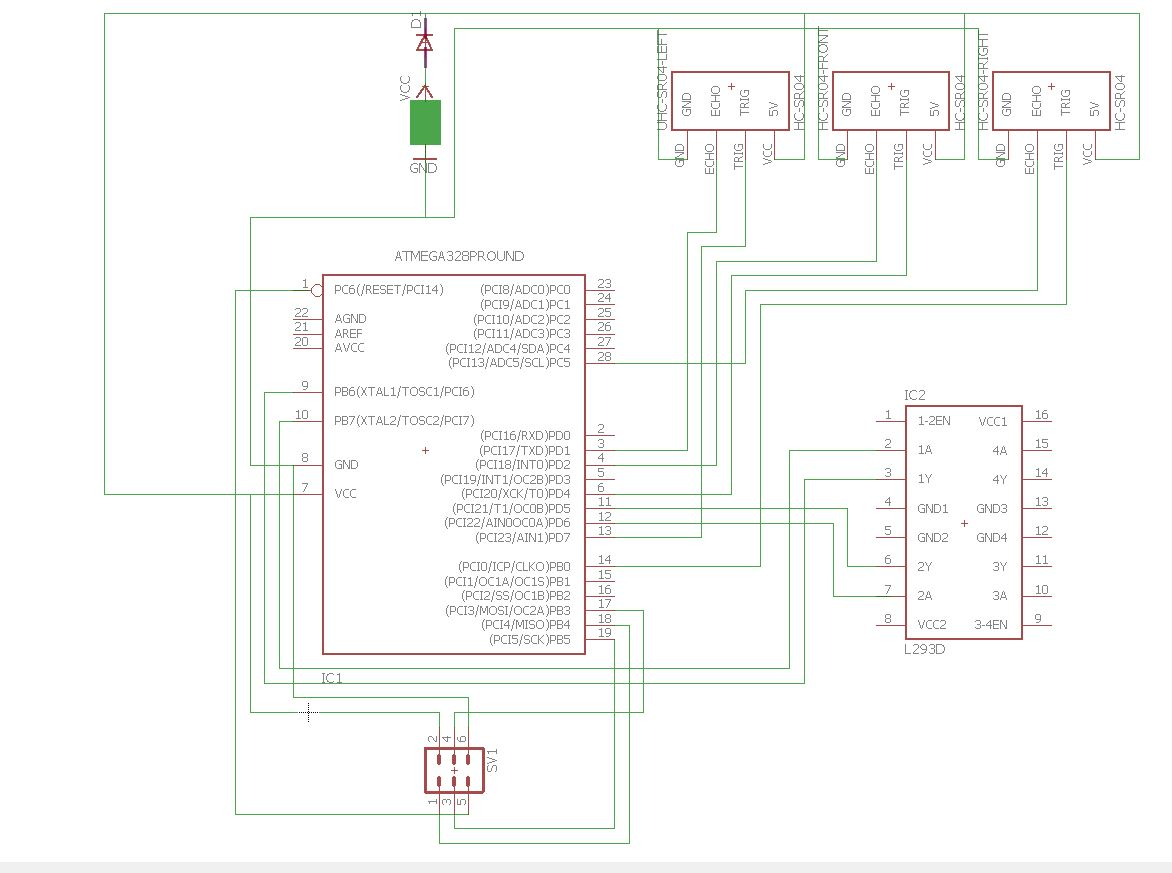 D1
VCC
GND
UHC-SR04-LEFT
GND
ECHO
TRIG
5V
HC-SR04
GND
ECHO
TRIG
VCC
HC-SR04-FRONT
GND
ECHO
TRIG
5V
HC-SR04
GND
ECHO
TRIG
VCC
HC-SR04-RIGHT
GND
ECHO
TRIG
5V
HC-SR04
GND
ECHO
TRIG
VCC
ATMEGA328PROUND
1 PC6(/RESET/PCI14)
22 AGND
21 AREF
20 AVCC
9 PB6(XTAL1/TOSC1/PCI6)
10 PB7(XTAL2/TOSC2/PCI7)
8 GND
7 VCC
(PCI8/ADC0)PC0 23
(PCI9/ADC1)PC1 24
(PCI10/ADC2)PC2 25
(PCI11/ADC3)PC3 26
(PCI12/ADC4/SDA)PC4 27
(PCI13/ADC5/SCL)PC5 28
(PCI16/RXD)PD0 2
(PCI17/TXD)PD1 3
(PCI18/INT0)PD2 4
(PCI19/INT1/OC2B)PD3 5
(PCI20/XCK/T0)PD4 6
(PCI21/T1/OC0B)PD5 11
(PCI22/AIN0OC0A)PD6 12
(PCI23/AIN1)PD7 13
(PCI0/ICP/CLKO)PB0 14
(PCI1/OC1A/OC1S)PB1 15
(PCI2/SS/OC1B)PB2 16
(PCI3/MOSI/OC2A)PB3 17
(PCI4/MISO)PB4 18
(PCI5/SCK)PB5 19
IC1
IC2
1 1-2EN VCC1 16
2 1A 4A 15
3 1Y 4Y 14
4 GND1 GND3 13
5 GND2 GND4 12
6 2Y 3Y 11
7 2A 3A 10
8 VCC2 3-4EN 9
L293D
2 4 6
SV1
1 3 5